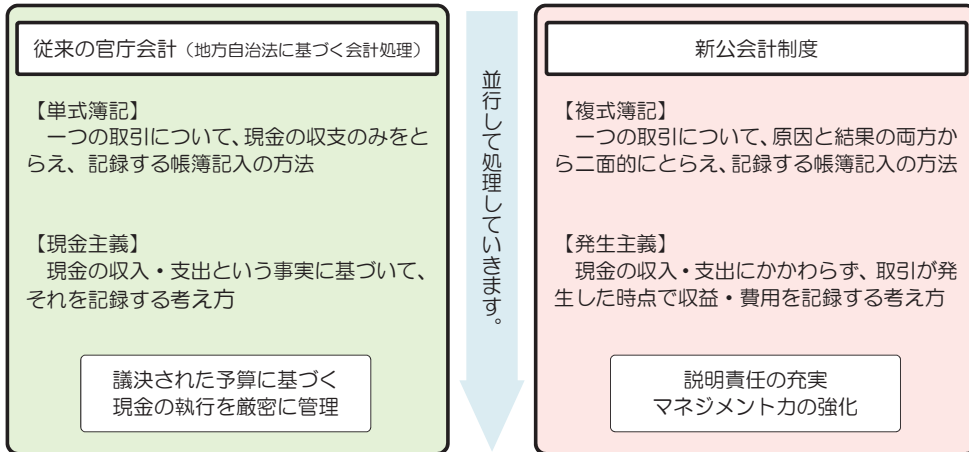 従来の官庁会計（地方自治法に基づく会計処理）
【単式簿記】
　一つの取引について、現金の収支のみをと
らえ、記録する帳簿記入の方法
【現金主義】
　現金の収入・支出という事実に基づいて、
それを記録する考え方
議決された予算に基づく
現金の執行を厳密に管理
並行して処理していきます。
新公会計制度
【複式簿記】
　一つの取引について、原因と結果の両方か
ら二面的にとらえ、記録する帳簿記入の方法
【発生主義】
　現金の収入・支出にかかわらず、取引が発
生した時点で収益・費用を記録する考え方
説明責任の充実
マネジメント力の強化